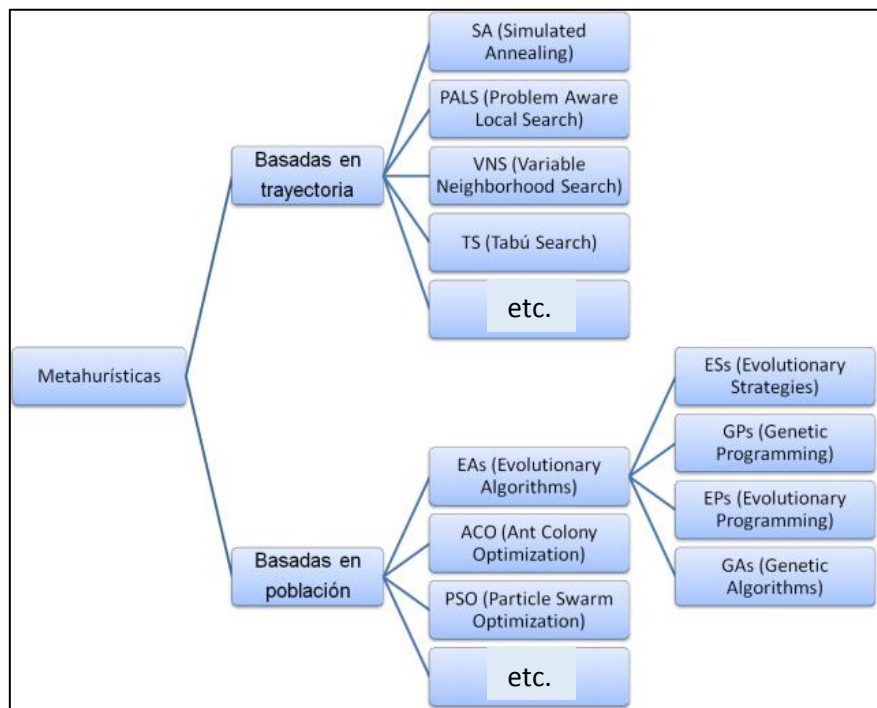 SA (Simulated
Annealing)
PALS (Problem Aware
Local Search)
Basadas en
trayectoria
VNS (Variable
Neighborhood Search)
TS (Tabú Search)
etc.
Metahurísticas
ESs (Evolutionary
Strategies)
GPs (Genetic
Programming)
EAs (Evolutionary
Algorithms)
EPs (Evolutionary
Programming)
ACO (Ant Colony
Optimization)
Basadas en
población
GAs (Genetic
Algorithms)
PSO (Particle Swarm
Optimization)
etc.